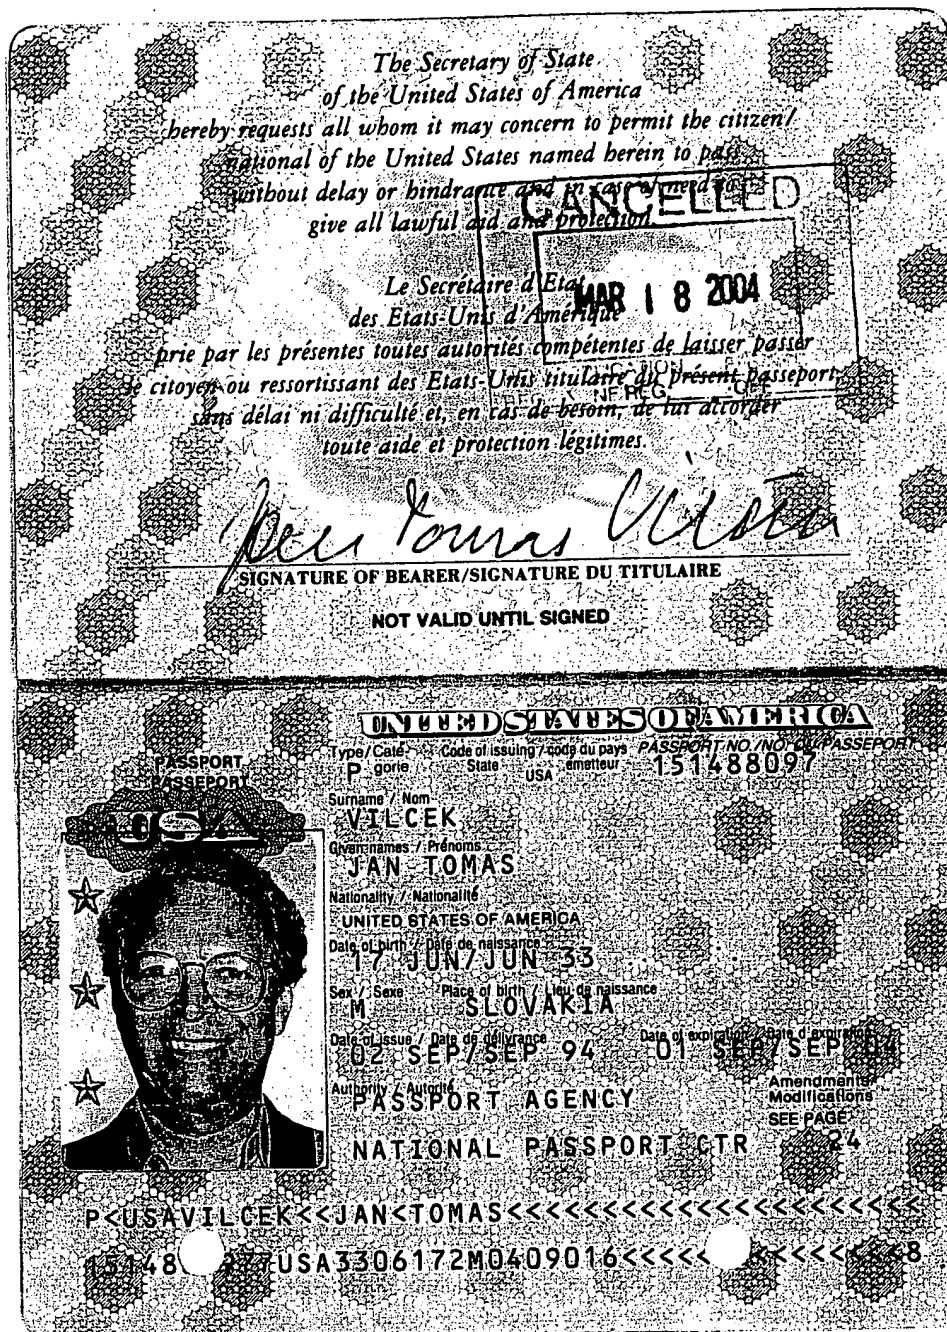 The Secretary of State
of the United States of America
hereby requests all whom it may concern to permit the citizen/
national of the United States named herein to pass
without delay or hindrance and in case of need to
give all lawful aid and protection.
CANCELLED
MAR 18 2004
Le Secrétaire d'Etat
des Etats-Unis d'Amérique
prie par les présentes toutes autorités compétentes de laisser passer
le citoyen ou ressortissant des Etats-Unis titulaire du présent passeport,
sans délai ni difficulté et, en cas de besoin, de lui accorder
toute aide et protection légitimes.
Jan Tomas Vilcek
SIGNATURE OF BEARER/SIGNATURE DU TITULAIRE
NOT VALID UNTIL SIGNED
UNITED STATES OF AMERICA
PASSPORT
PASSEPORT
USA
Type/Caté-gorie
P
Code of issuing / code du pays
State émetteur
USA
PASSPORT NO./NO. DU PASSEPORT
151488097
Surname / Nom
VILCEK
Given names / Prénoms
JAN TOMAS
Nationality / Nationalité
UNITED STATES OF AMERICA
Date of birth / Date de naissance
17 JUN/JUN 33
Sex / Sexe
M
Place of birth / Lieu de naissance
SLOVAKIA
Date of issue / Date de délivrance
02 SEP/SEP 94
Date of expiration / Date d'expiration
01 SEP/SEP 04
Authority / Autorité
PASSPORT AGENCY
NATIONAL PASSPORT CTR
Amendments/
Modifications
SEE PAGE
24
P<USAVILCEK<<JAN<TOMAS<<<<<<<<<<<<<<<<<<<<<<
15148 77USA3306172M0409016<<<<< <<<<<<<8